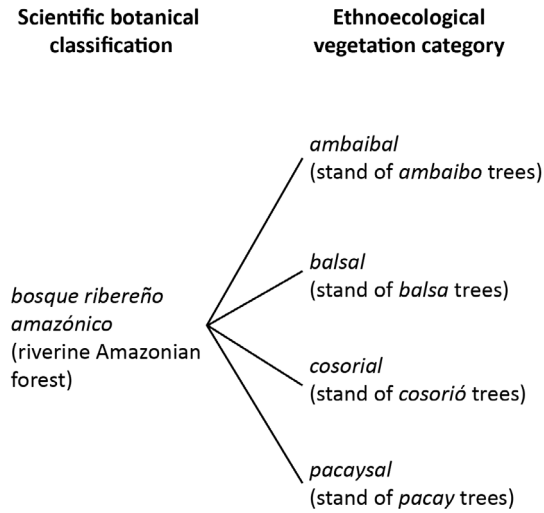 Scientific botanical
classification
Ethnoecological
vegetation category
ambaibal
(stand of ambaibo trees)
balsal
(stand of balsa trees)
bosque ribereño
amazónico
(riverine Amazonian
forest)
cosorial
(stand of cosorió trees)
pacaysal
(stand of pacay trees)